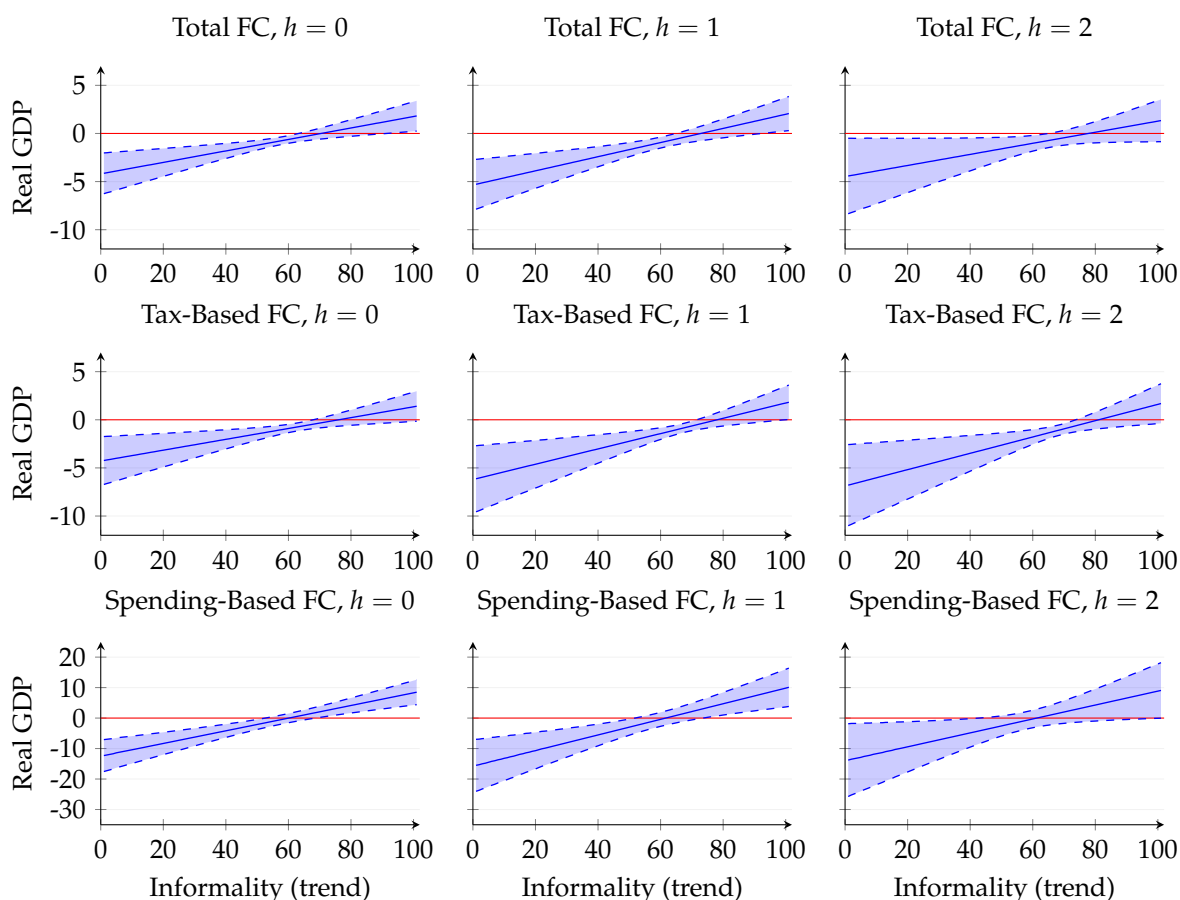 Total FC, h = 0
Total FC, h = 1
Total FC, h = 2
Real GDP
5
0
-5
-10
0 20 40 60 80 100
0 20 40 60 80 100
0 20 40 60 80 100
Tax-Based FC, h = 0
Tax-Based FC, h = 1
Tax-Based FC, h = 2
Real GDP
5
0
-5
-10
0 20 40 60 80 100
0 20 40 60 80 100
0 20 40 60 80 100
Spending-Based FC, h = 0
Spending-Based FC, h = 1
Spending-Based FC, h = 2
Real GDP
20
10
0
-10
-20
-30
0 20 40 60 80 100
0 20 40 60 80 100
0 20 40 60 80 100
Informality (trend)
Informality (trend)
Informality (trend)